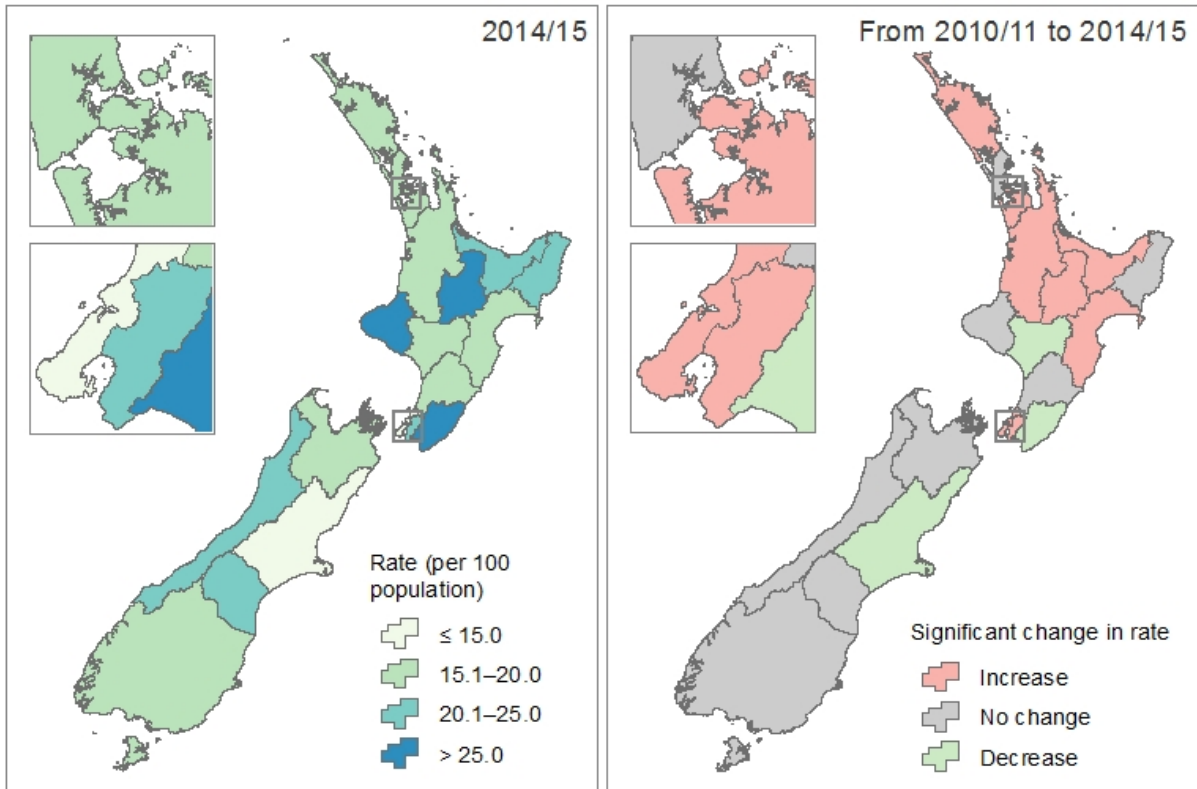 2014/15
Rate (per 100
population)
≤ 15.0
15.1–20.0
20.1–25.0
> 25.0
From 2010/11 to 2014/15
Significant change in rate
Increase
No change
Decrease